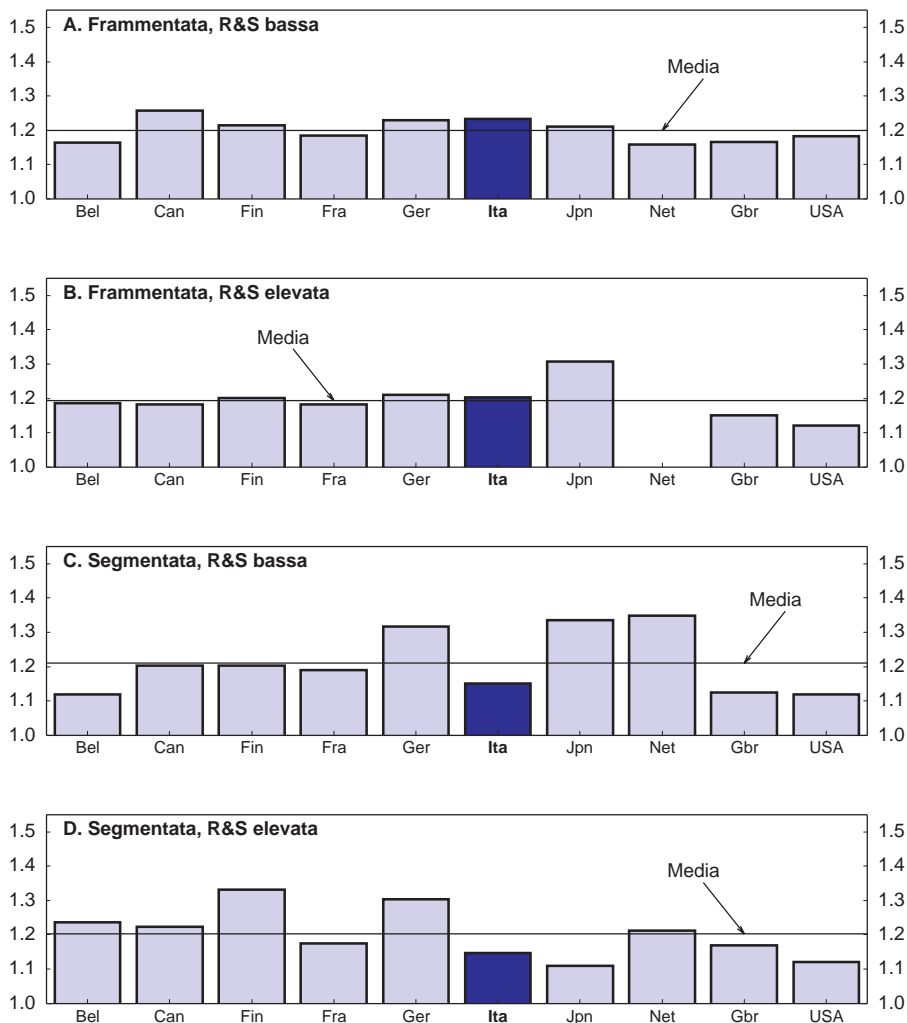 A. Frammentata, R&S bassa
1.5 1.5
1.4 1.4
Media
1.3 1.3
1.2 1.2
1.1 1.1
1.0 1.0
Bel Can Fin Fra Ger Ita Jpn Net Gbr USA
B. Frammentata, R&S elevata
1.5 1.5
1.4 1.4
Media
1.3 1.3
1.2 1.2
1.1 1.1
1.0 1.0
Bel Can Fin Fra Ger Ita Jpn Net Gbr USA
C. Segmentata, R&S bassa
1.5 1.5
1.4 1.4
Media
1.3 1.3
1.2 1.2
1.1 1.1
1.0 1.0
Bel Can Fin Fra Ger Ita Jpn Net Gbr USA
D. Segmentata, R&S elevata
1.5 1.5
1.4 1.4
Media
1.3 1.3
1.2 1.2
1.1 1.1
1.0 1.0
Bel Can Fin Fra Ger Ita Jpn Net Gbr USA